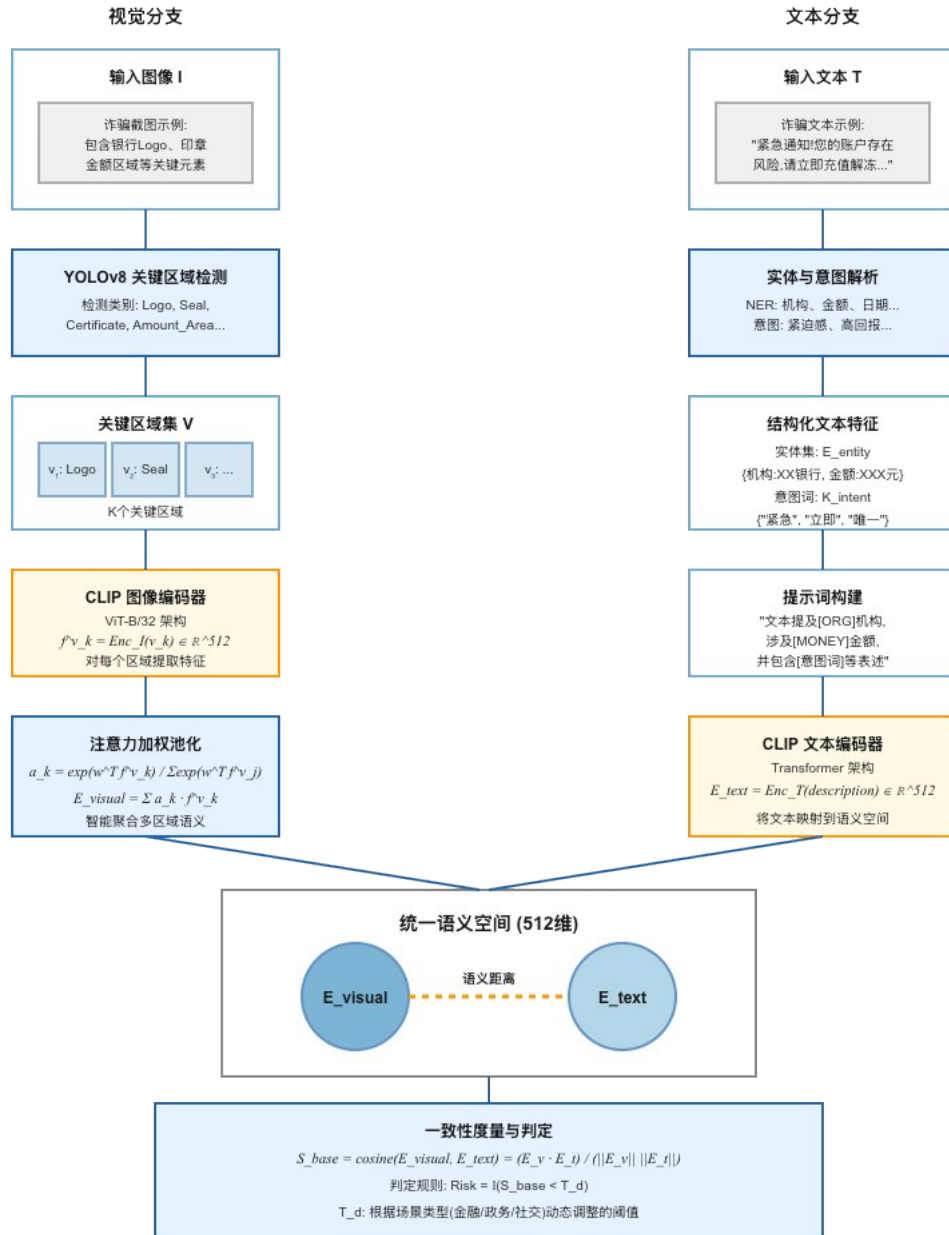 视觉分支
输入图像 I
诈骗截图示例:
包含银行Logo、印章
金额区域等关键元素
YOLOv8 关键区域检测
检测类别: Logo, Seal,
Certificate, Amount_Area...
关键区域集 V
v₁: Logo
v₂: Seal
v₃: ...
K个关键区域
CLIP 图像编码器
ViT-B/32 架构
f^v_k = Enc_I(v_k) ∈ ℝ^512
对每个区域提取特征
注意力加权池化
a_k = exp(w^T f^v_k) / Σexp(w^T f^v_j)
E_visual = Σ a_k · f^v_k
智能聚合多区域语义
文本分支
输入文本 T
诈骗文本示例:
"紧急通知!您的账户存在
风险,请立即充值解冻..."
实体与意图解析
NER: 机构、金额、日期...
意图: 紧迫感、高回报...
结构化文本特征
实体集: E_entity
{机构:XX银行, 金额:XXX元}
意图词: K_intent
{"紧急", "立即", "唯一"}
提示词构建
"文本提及[ORG]机构,
涉及[MONEY]金额,
并包含[意图词]等表述"
CLIP 文本编码器
Transformer 架构
E_text = Enc_T(description) ∈ ℝ^512
将文本映射到语义空间
统一语义空间 (512维)
E_visual
语义距离
E_text
一致性度量与判定
S_base = cosine(E_visual, E_text) = (E_v · E_t) / (||E_v|| ||E_t||)
判定规则: Risk = 𝕀(S_base < T_d)
T_d: 根据场景类型(金融/政务/社交)动态调整的阈值